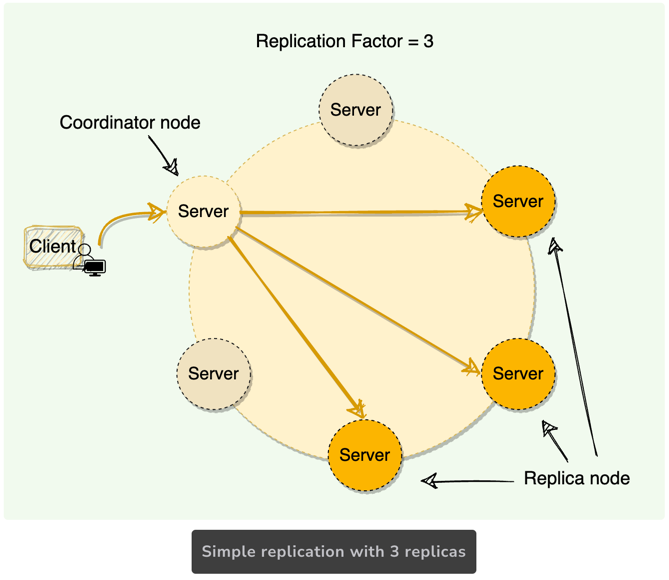 Replication Factor = 3
Server
Coordinator node
Server
Server
Client
Server
Server
Server
Replica node
Simple replication with 3 replicas